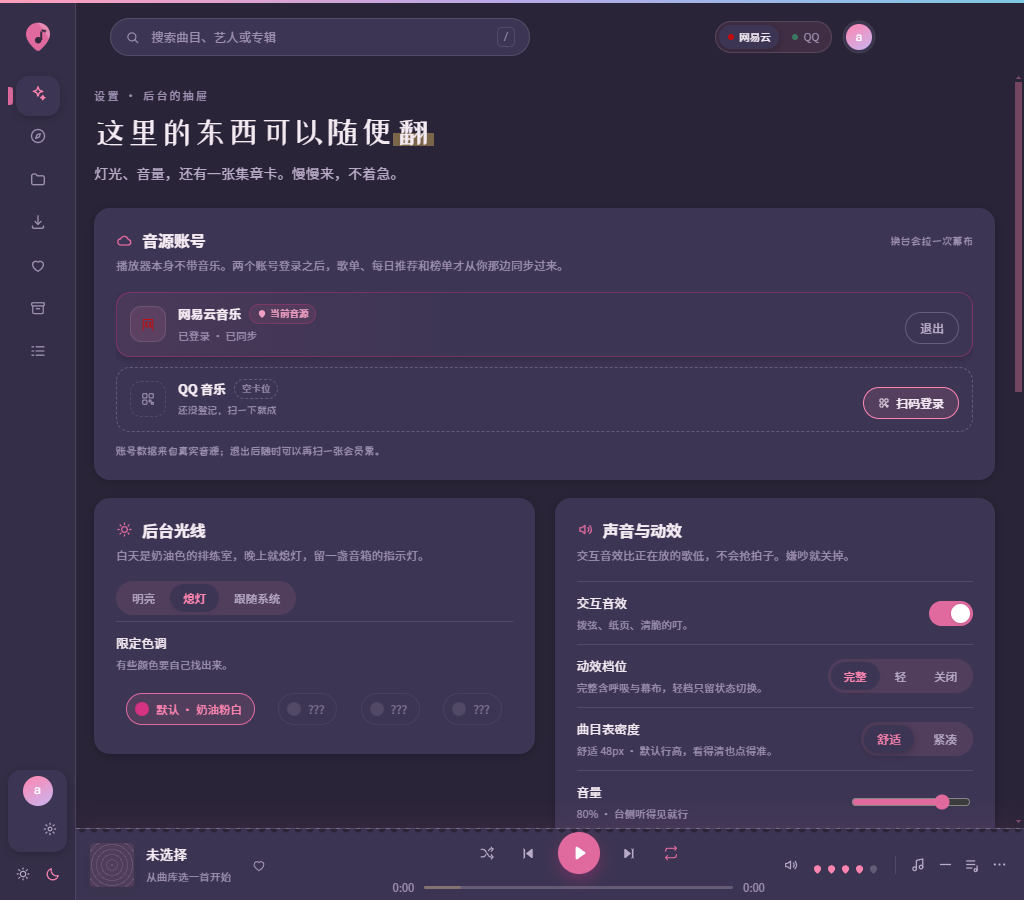 搜索曲目、艺人或专辑
/
网易云
QQ
a
设置 · 后台的抽屉
这里的东西可以随便翻
灯光、音量，还有一张集章卡。慢慢来，不着急。
音源账号
换台会拉一次幕布
播放器本身不带音乐。两个账号登录之后，歌单、每日推荐和榜单才从你那边同步过来。
网
网易云音乐
当前音源
已登录 · 已同步
退出
QQ 音乐
空卡位
还没登记，扫一下就成
扫码登录
账号数据来自真实音源；退出后随时可以再扫一张会员票。
后台光线
白天是奶油色的排练室，晚上就熄灯，留一盏音箱的指示灯。
明亮
熄灯
跟随系统
限定色调
有些颜色要自己找出来。
默认 · 奶油粉白
???
???
???
声音与动效
交互音效比正在放的歌低，不会抢拍子。嫌吵就关掉。
交互音效
拨弦、纸页、清脆的叮。
动效档位
完整含呼吸与幕布，轻档只留状态切换。
完整
轻
关闭
曲目表密度
舒适 48px · 默认行高，看得清也点得准。
舒适
紧凑
音量
80% · 台侧听得见就行
a
未选择
从曲库选一首开始
0:00
0:00